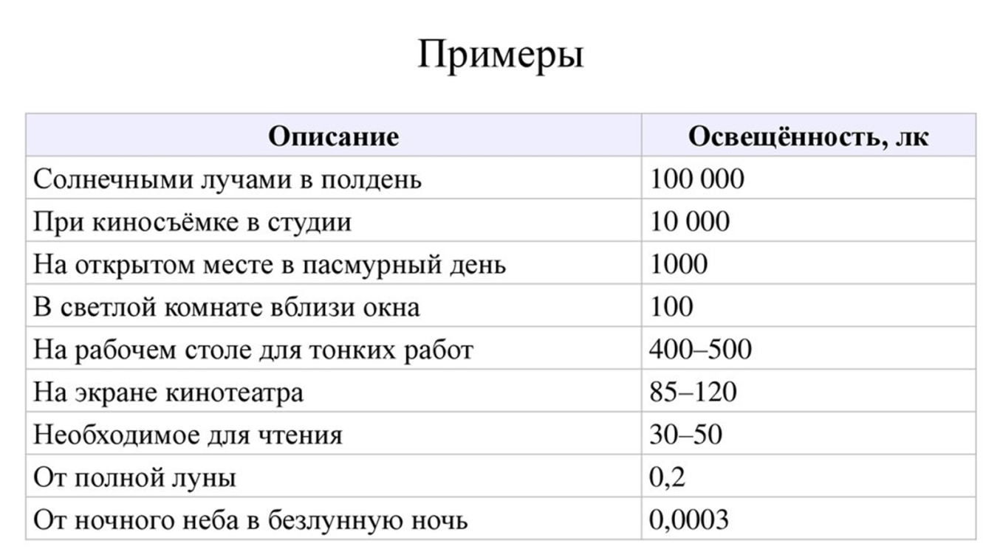 Примеры
Описание Освещённость, лк
Солнечными лучами в полдень 100 000
При киносъёмке в студии 10 000
На открытом месте в пасмурный день 1000
В светлой комнате вблизи окна 100
На рабочем столе для тонких работ 400–500
На экране кинотеатра 85–120
Необходимое для чтения 30–50
От полной луны 0,2
От ночного неба в безлунную ночь 0,0003